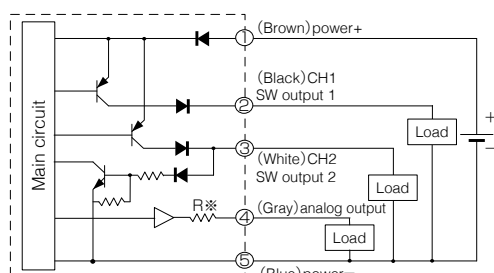 Main circuit
① (Brown)power+
(Black)CH1
② SW output 1
③
(White)CH2
SW output 2
R※ ④ (Gray)analog output
⑤
(Blue)power−
Load
Load
Load
+
−